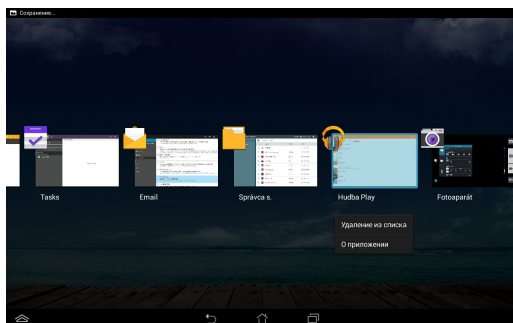 Сохранение...
Tasks
Email
Správca s.
Hudba Play
Fotoaparát
Удаление из списка
О приложении